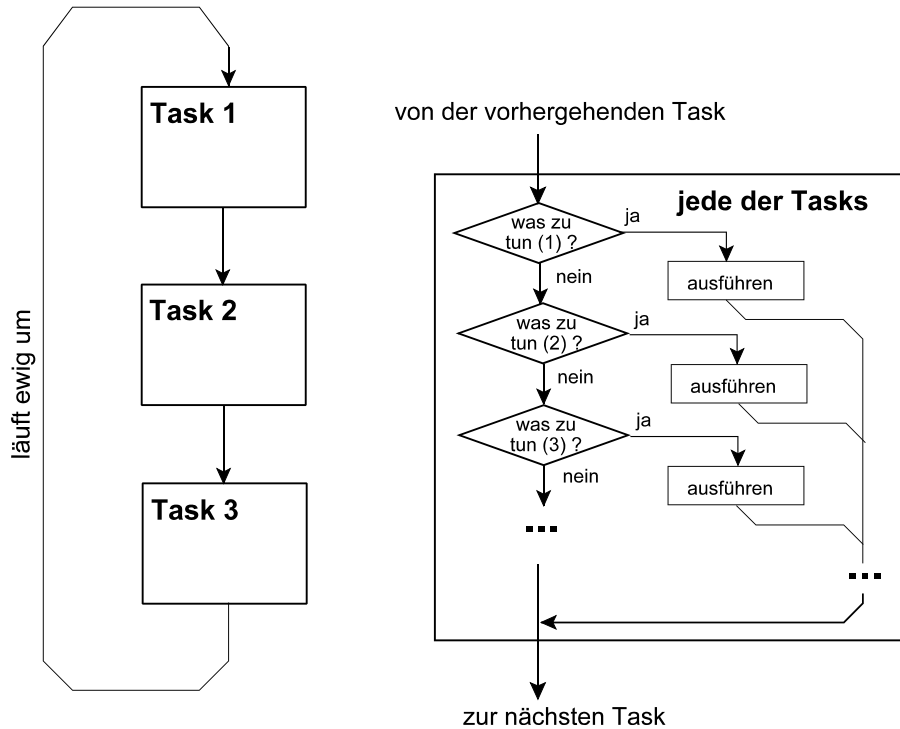 Task 1
Task 2
Task 3
läuft ewig um
von der vorhergehenden Task
jede der Tasks
was zu
tun (1) ?
ja
ausführen
nein
was zu
tun (2) ?
ja
ausführen
nein
was zu
tun (3) ?
ja
ausführen
nein
...
...
zur nächsten Task